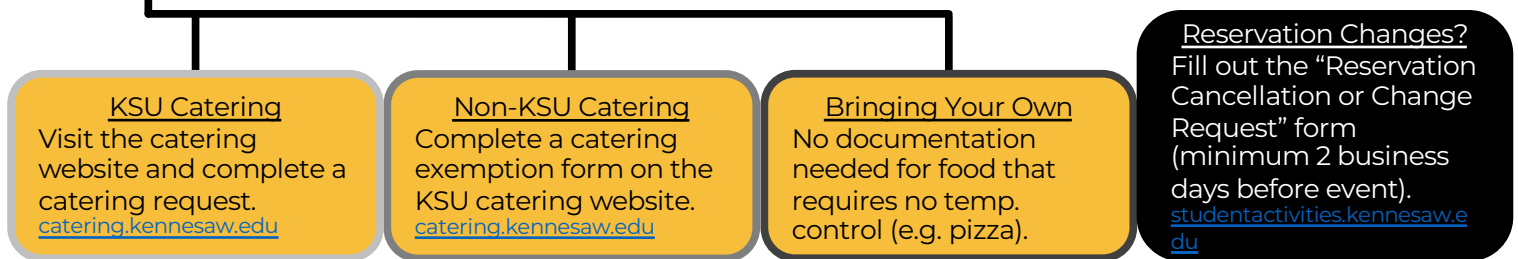 KSU Catering
Visit the catering
website and complete a
catering request.
catering.kennesaw.edu
Non-KSU Catering
Complete a catering
exemption form on the
KSU catering website.
catering.kennesaw.edu
Bringing Your Own
No documentation
needed for food that
requires no temp.
control (e.g. pizza).
Reservation Changes?
Fill out the “Reservation
Cancellation or Change
Request” form
(minimum 2 business
days before event).
studentactivities.kennesaw.e
du